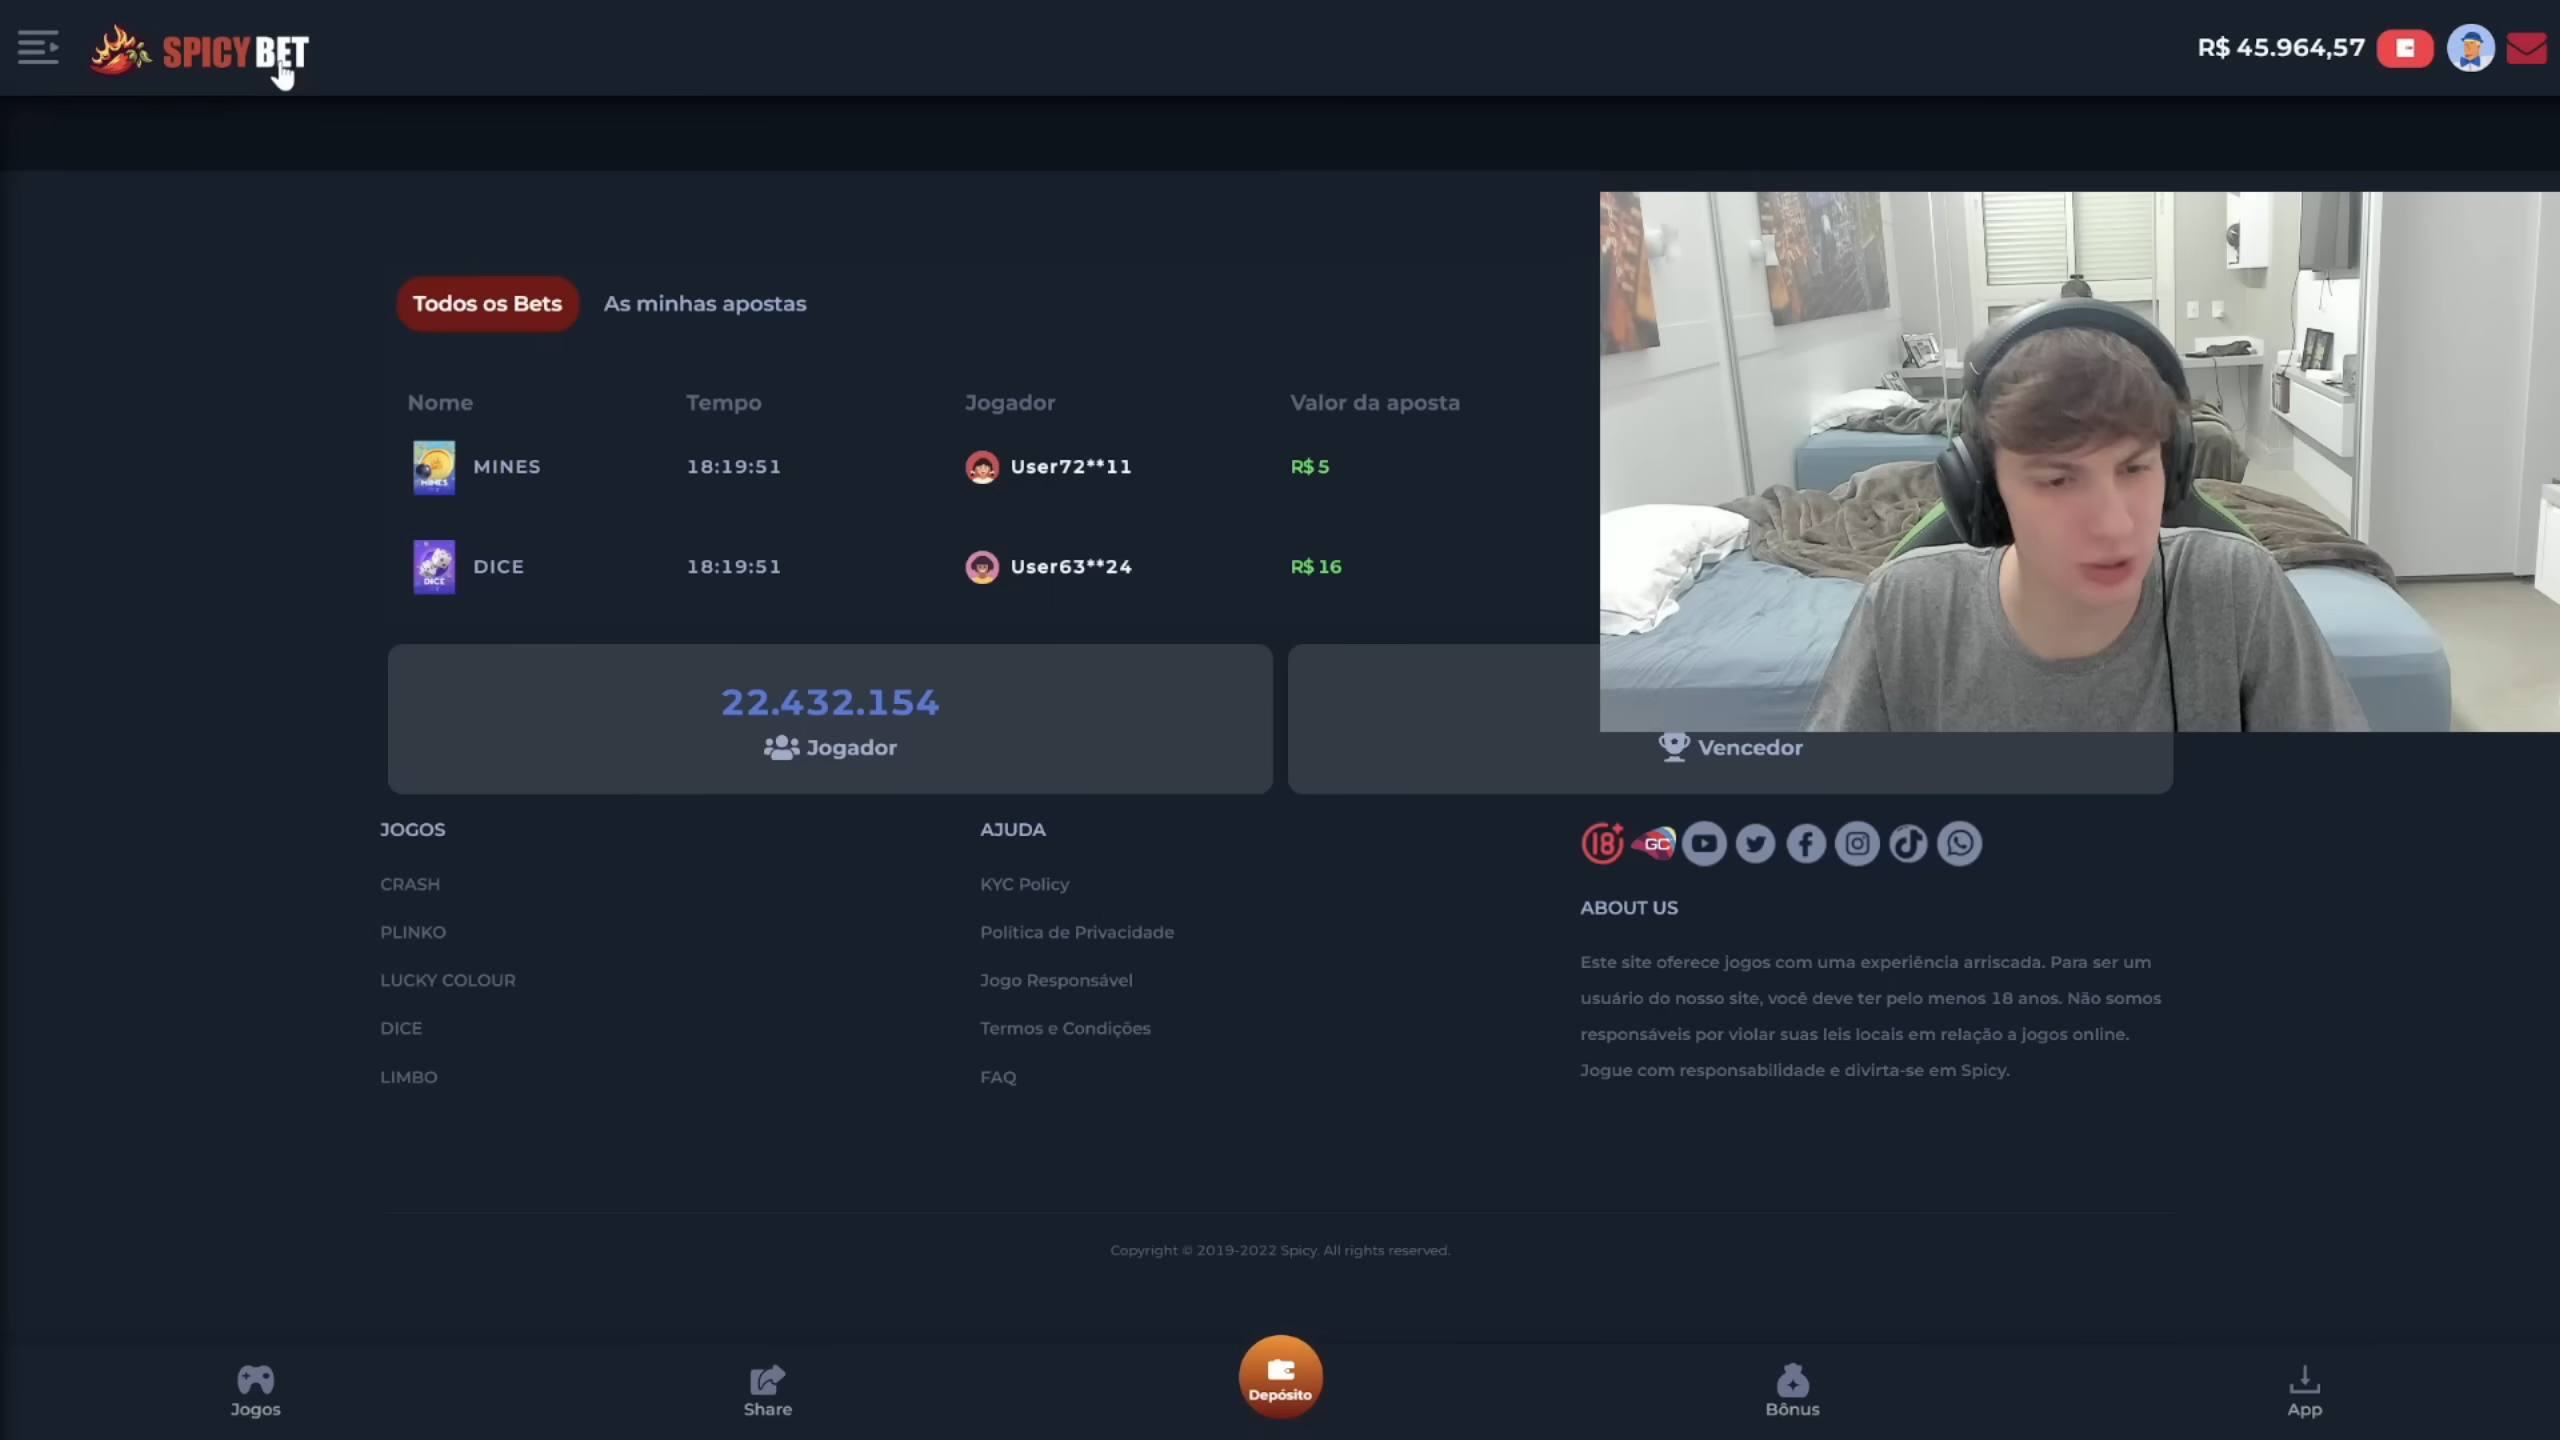 SPICYBET
R$ 45.964,57
Todos os Bets
As minhas apostas
Nome Tempo Jogador Valor da aposta
MINES 18:19:51 User72**11 R$ 5
DICE 18:19:51 User63**24 R$ 16
22.432.154
Jogador
Vencedor
JOGOS
CRASH
PLINKO
LUCKY COLOUR
DICE
LIMBO
AJUDA
KYC Policy
Política de Privacidade
Jogo Responsável
Termos e Condições
FAQ
18+
GC
ABOUT US
Este site oferece jogos com uma experiência arriscada. Para ser um
usuário do nosso site, você deve ter pelo menos 18 anos. Não somos
responsáveis por violar suas leis locais em relação a jogos online.
Jogue com responsabilidade e divirta-se em Spicy.
Copyright © 2019-2022 Spicy. All rights reserved.
Jogos
Share
Depósito
Bônus
App